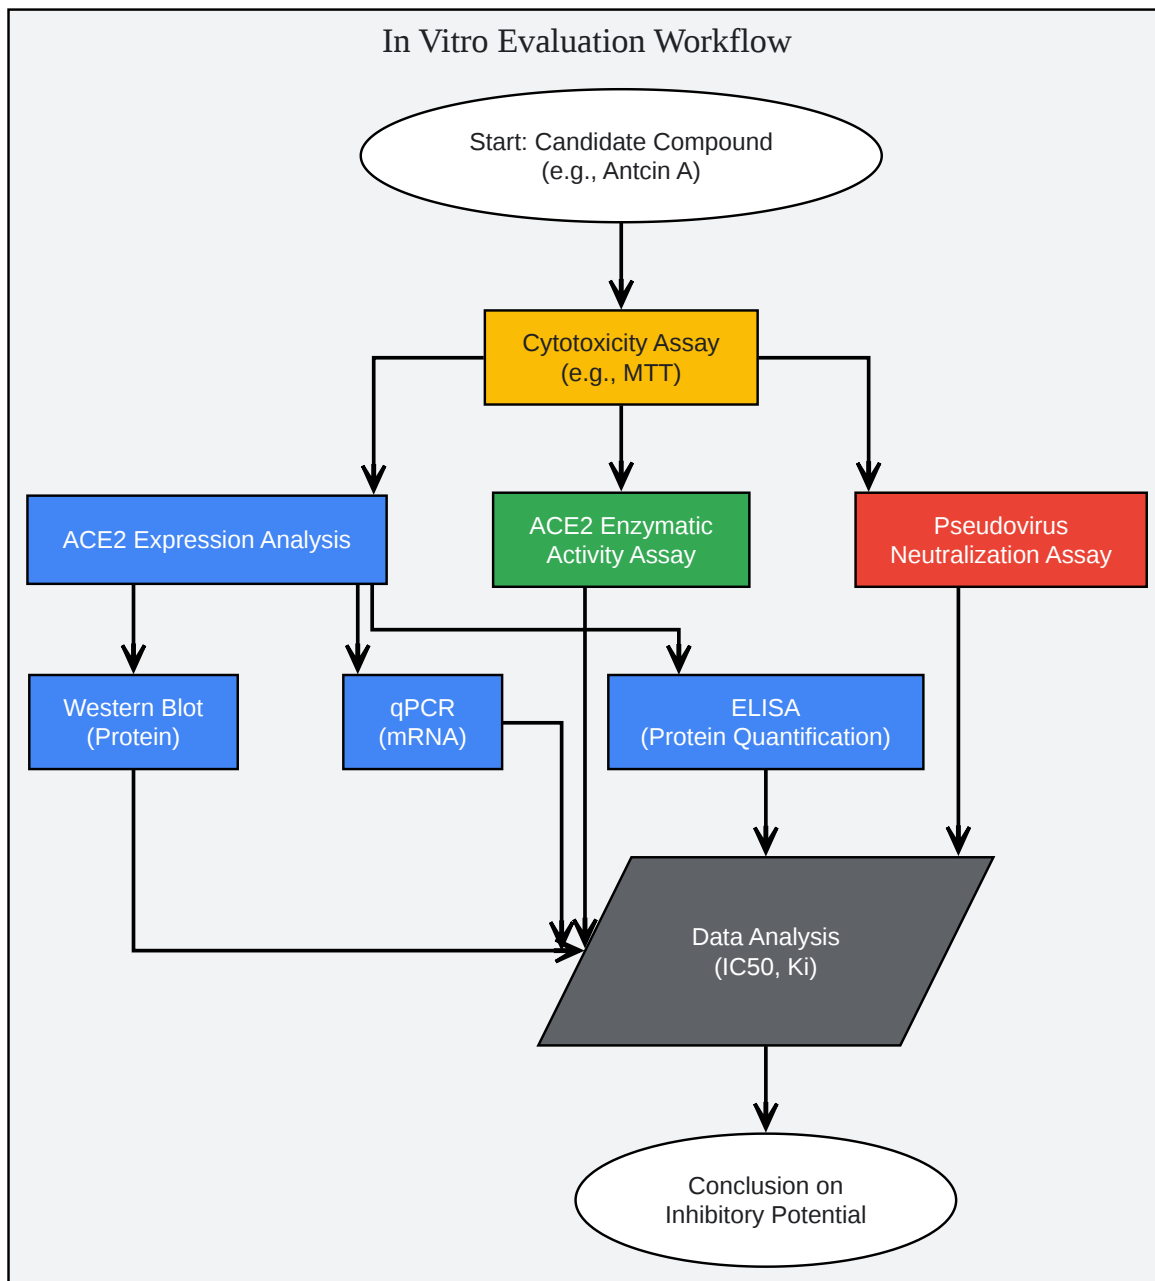 In Vitro Evaluation Workflow
Start: Candidate Compound
(e.g., Antcin A)
Cytotoxicity Assay
(e.g., MTT)
ACE2 Expression Analysis
ACE2 Enzymatic
Activity Assay
Pseudovirus
Neutralization Assay
Western Blot
(Protein)
qPCR
(mRNA)
ELISA
(Protein Quantification)
Data Analysis
(IC50, Ki)
Conclusion on
Inhibitory Potential